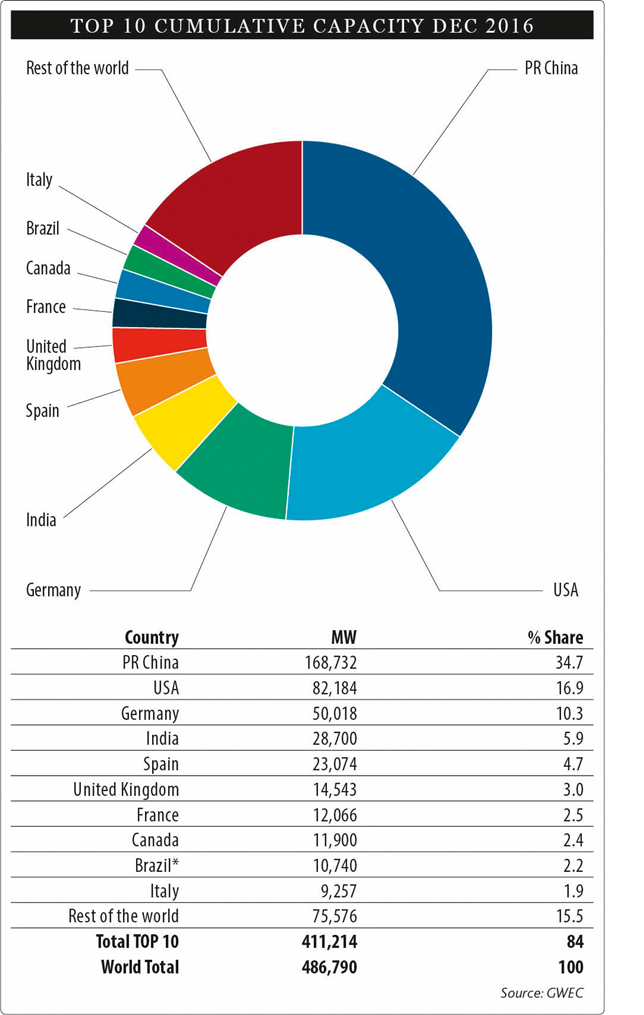 TOP 10 CUMULATIVE CAPACITY DEC 2016
Rest of the world
PR China
Italy
Brazil
Canada
France
United
Kingdom
Spain
India
Germany
USA
Country MW % Share
PR China 168,732 34.7
USA 82,184 16.9
Germany 50,018 10.3
India 28,700 5.9
Spain 23,074 4.7
United Kingdom 14,543 3.0
France 12,066 2.5
Canada 11,900 2.4
Brazil* 10,740 2.2
Italy 9,257 1.9
Rest of the world 75,576 15.5
Total TOP 10 411,214 84
World Total 486,790 100
Source: GWEC